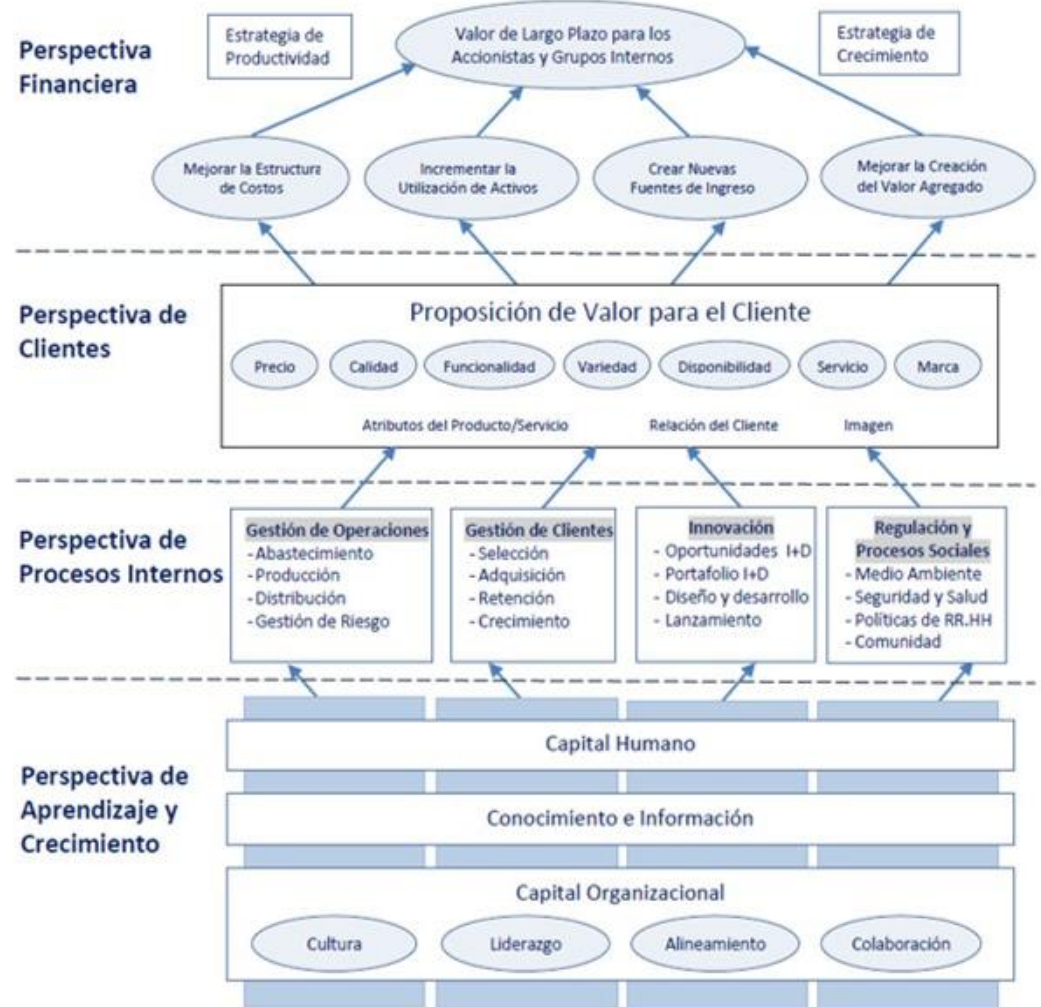 Perspectiva
Financiera
Estrategia de
Productividad
Valor de Largo Plazo para los
Accionistas y Grupos Internos
Estrategia de
Crecimiento
Mejorar la Estructura
de Costos
Incrementar la
Utilización de Activos
Crear Nuevas
Fuentes de Ingreso
Mejorar la Creación
del Valor Agregado
Perspectiva de
Clientes
Proposición de Valor para el Cliente
Precio
Calidad
Funcionalidad
Variedad
Disponibilidad
Servicio
Marca
Atributos del Producto/Servicio
Relación del Cliente
Imagen
Perspectiva de
Procesos Internos
Gestión de Operaciones
- Abastecimiento
- Producción
- Distribución
- Gestión de Riesgo
Gestión de Clientes
- Selección
- Adquisición
- Retención
- Crecimiento
Innovación
- Oportunidades I+D
- Portafolio I+D
- Diseño y desarrollo
- Lanzamiento
Regulación y
Procesos Sociales
- Medio Ambiente
- Seguridad y Salud
- Políticas de RR.HH
- Comunidad
Perspectiva de
Aprendizaje y
Crecimiento
Capital Humano
Conocimiento e Información
Capital Organizacional
Cultura
Liderazgo
Alineamiento
Colaboración